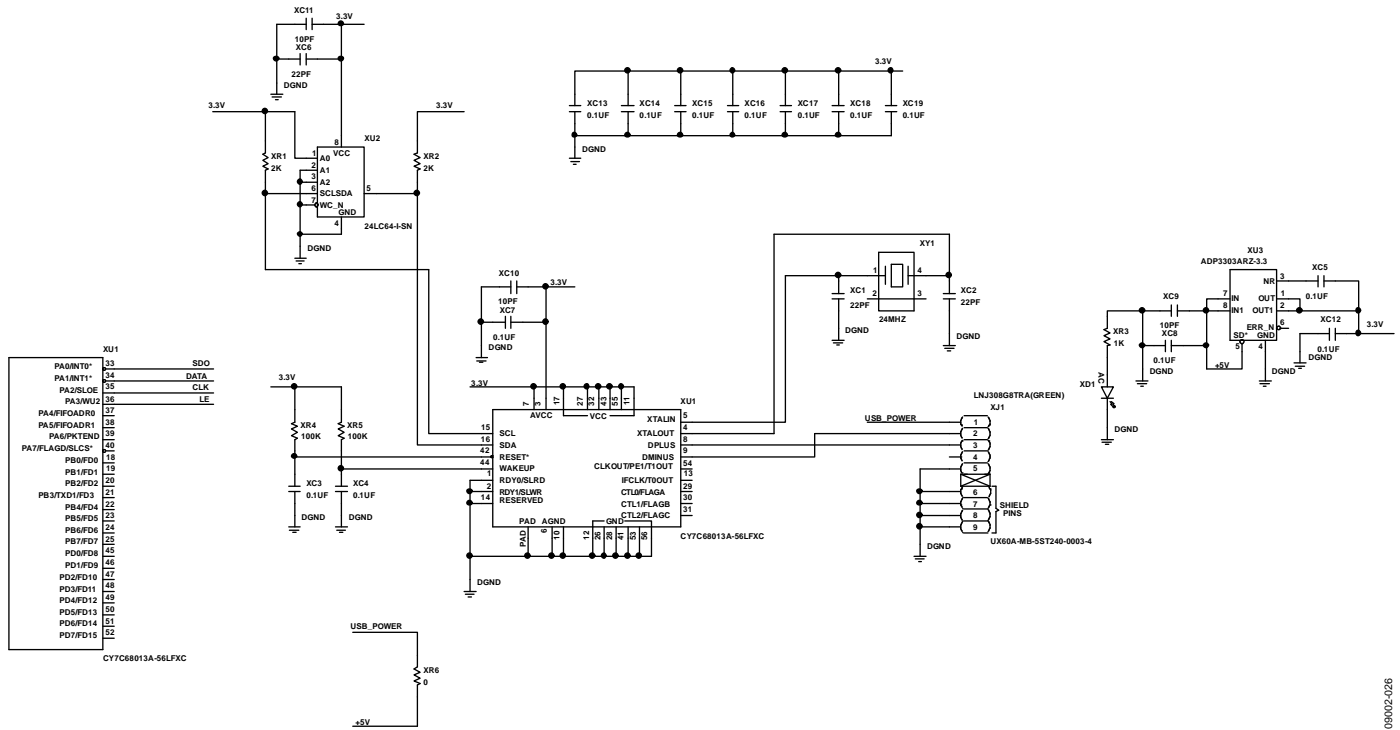 XC11
3.3V
10PF
XC6
22PF
DGND
3.3V
3.3V
XU2
XR1
2K
XR2
2K
8
VCC
1 A0
2 A1
3 A2
6 SCL SDA 5
7 WC_N
GND
4
24LC64-I-SN
DGND
3.3V
XC13
0.1UF
XC14
0.1UF
XC15
0.1UF
XC16
0.1UF
XC17
0.1UF
XC18
0.1UF
XC19
0.1UF
DGND
XC10
3.3V
10PF
XC7
0.1UF
DGND
XY1
1 4
2 3
24MHZ
XC1
22PF
DGND
XC2
22PF
DGND
XU3
ADP3303ARZ-3.3
NR 3
7 IN
OUT 1
8 IN1
OUT1 2
ERR_N 6
SD* GND
5 4
+5V
DGND
XC5
0.1UF
XC12
0.1UF
DGND
3.3V
XC9
10PF
XC8
0.1UF
DGND
XR3
1K
A C
XD1
LNJ308G8TRA(GREEN)
DGND
XU1
PA0/INT0* 33 SDO
PA1/INT1* 34 DATA
PA2/SLOE 35 CLK
PA3/WU2 36 LE
PA4/FIFOADR0 37
PA5/FIFOADR1 38
PA6/PKTEND 39
PA7/FLAGD/SLCS* 40
PB0/FD0 18
PB1/FD1 19
PB2/FD2 20
PB3/TXD1/FD3 21
PB4/FD4 22
PB5/FD5 23
PB6/FD6 24
PB7/FD7 25
PD0/FD8 45
PD1/FD9 46
PD2/FD10 47
PD3/FD11 48
PD4/FD12 49
PD5/FD13 50
PD6/FD14 51
PD7/FD15 52
CY7C68013A-56LFXC
3.3V
XR4
100K
XR5
100K
XC3
0.1UF
XC4
0.1UF
DGND
DGND
3.3V
7 3 17 27 32 43 55 11
AVCC VCC
XU1
15 SCL
16 SDA
42 RESET*
44 WAKEUP
1 RDY0/SLRD
2 RDY1/SLWR
14 RESERVED
XTALIN 5
XTALOUT 4
DPLUS 8
DMINUS 9
CLKOUT/PE1/T1OUT 54
IFCLK/T0OUT 13
CTL0/FLAGA 29
CTL1/FLAGB 30
CTL2/FLAGC 31
PAD AGND GND
PAD 6 10 12 26 28 41 53 56
CY7C68013A-56LFXC
DGND
USB_POWER
XJ1
1
2
3
4
5
6
7
8
9
SHIELD
PINS
DGND
UX60A-MB-5ST240-0003-4
USB_POWER
XR6
0
+5V
09002-026